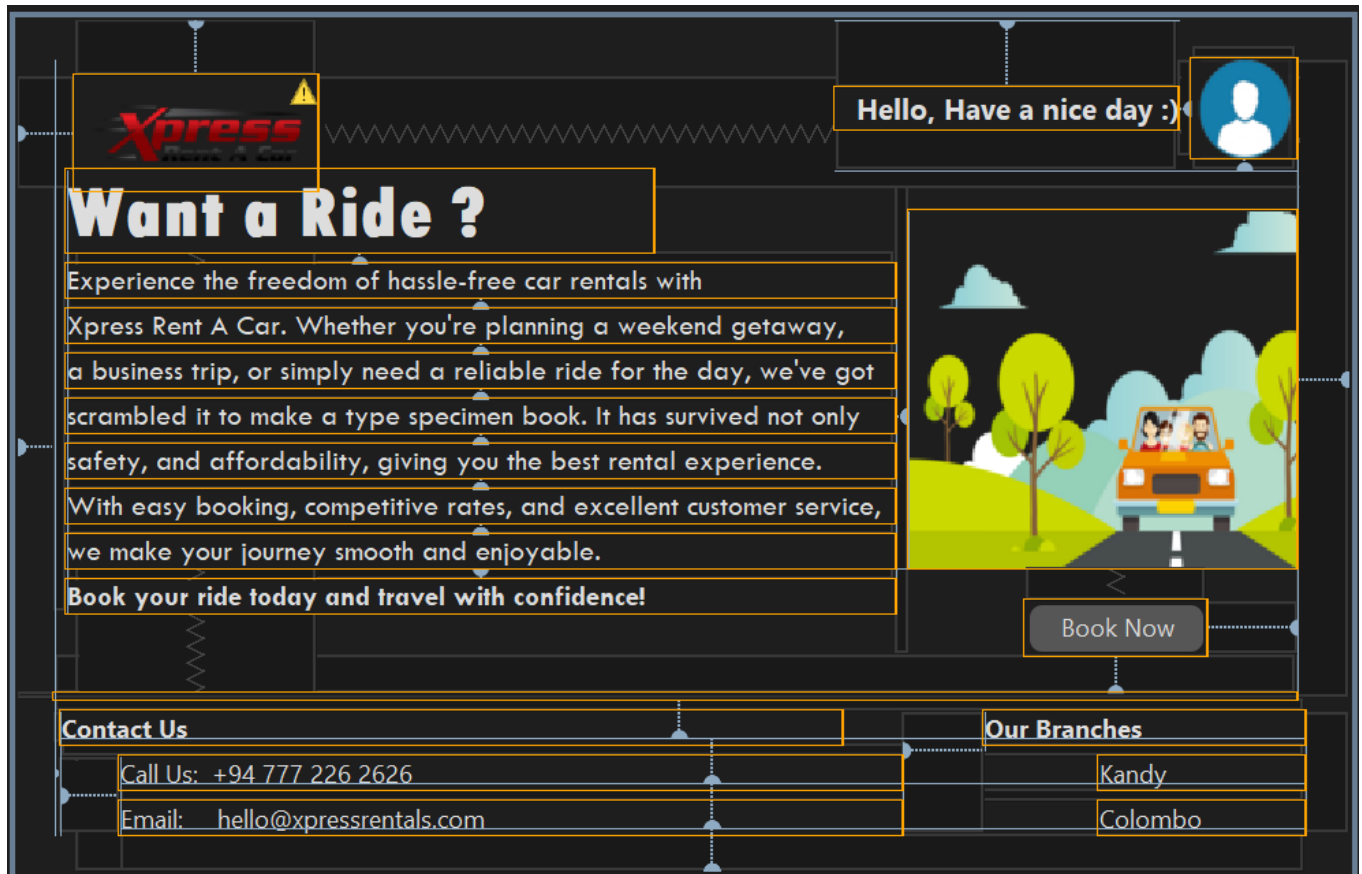 Xpress
Rent A Car
Hello, Have a nice day :)
Want a Ride ?
Experience the freedom of hassle-free car rentals with
Xpress Rent A Car. Whether you're planning a weekend getaway,
a business trip, or simply need a reliable ride for the day, we've got
scrambled it to make a type specimen book. It has survived not only
safety, and affordability, giving you the best rental experience.
With easy booking, competitive rates, and excellent customer service,
we make your journey smooth and enjoyable.
Book your ride today and travel with confidence!
Book Now
Contact Us
Our Branches
Call Us: +94 777 226 2626
Kandy
Email: hello@xpressrentals.com
Colombo